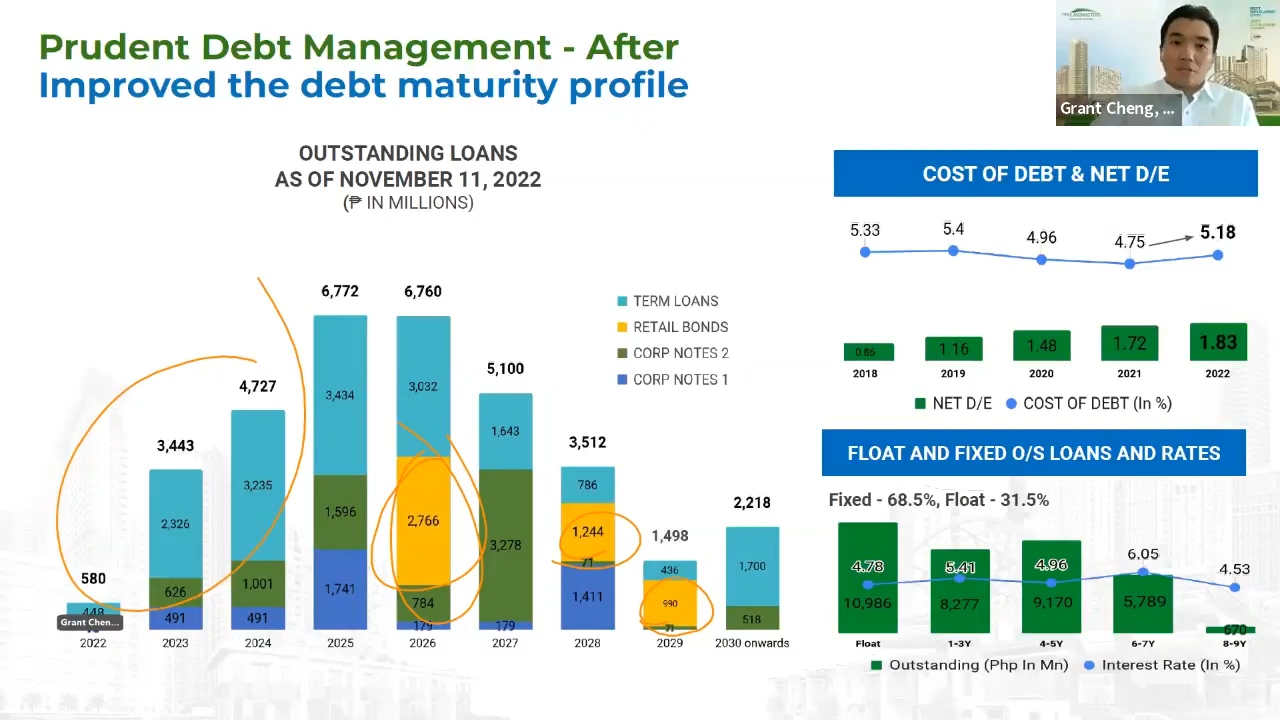 Prudent Debt Management - After
Improved the debt maturity profile
Grant Cheng, ...
OUTSTANDING LOANS
AS OF NOVEMBER 11, 2022
(₱ IN MILLIONS)
6,772
6,760
TERM LOANS
RETAIL BONDS
CORP NOTES 2
CORP NOTES 1
5,100
4,727
3,434
3,032
3,443
3,512
1,643
3,235
786
2,218
2,326
1,596
2,766
3,278
1,244
1,498
580
1,001
71
436
1,700
626
1,741
784
1,411
990
448
518
491
491
179
179
71
Grant Chen...
2022
2023
2024
2025
2026
2027
2028
2029
2030 onwards
COST OF DEBT & NET D/E
5.33
5.4
4.96
4.75
5.18
0.86
1.16
1.48
1.72
1.83
2018
2019
2020
2021
2022
NET D/E
COST OF DEBT (In %)
FLOAT AND FIXED O/S LOANS AND RATES
Fixed - 68.5%, Float - 31.5%
4.78
5.41
4.96
6.05
4.53
10,986
8,277
9,170
5,789
670
Float
1-3Y
4-5Y
6-7Y
8-9Y
Outstanding (Php In Mn)
Interest Rate (In %)